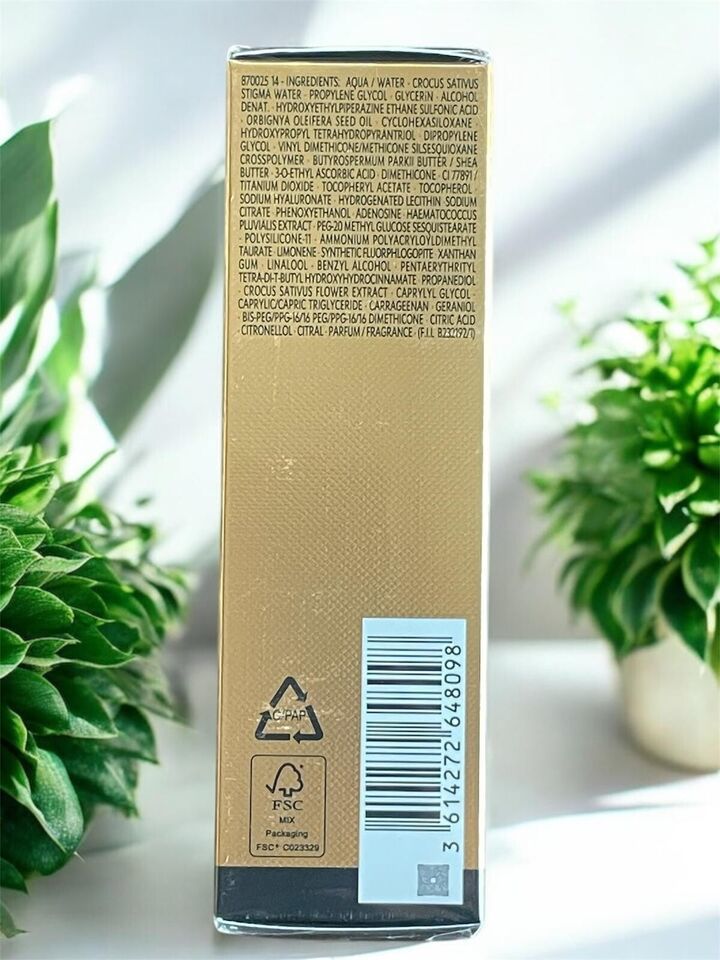 870025 14 - INGREDIENTS: AQUA / WATER · CROCUS SATIVUS
STIGMA WATER · PROPYLENE GLYCOL · GLYCERIN · ALCOHOL
DENAT. · HYDROXYETHYLPIPERAZINE ETHANE SULFONIC ACID
· ORBIGNYA OLEIFERA SEED OIL · CYCLOHEXASILOXANE ·
HYDROXYPROPYL TETRAHYDROPYRANTRIOL · DIPROPYLENE
GLYCOL · VINYL DIMETHICONE/METHICONE SILSESQUIOXANE
CROSSPOLYMER · BUTYROSPERMUM PARKII BUTTER / SHEA
BUTTER · 3-O-ETHYL ASCORBIC ACID · DIMETHICONE · CI 77891 /
TITANIUM DIOXIDE · TOCOPHERYL ACETATE · TOCOPHEROL ·
SODIUM HYALURONATE · HYDROGENATED LECITHIN · SODIUM
CITRATE · PHENOXYETHANOL · ADENOSINE · HAEMATOCOCCUS
PLUVIALIS EXTRACT · PEG-20 METHYL GLUCOSE SESQUISTEARATE
· POLYSILICONE-11 · AMMONIUM POLYACRYLOYLDIMETHYL
TAURATE · LIMONENE · SYNTHETIC FLUORPHLOGOPITE · XANTHAN
GUM · LINALOOL · BENZYL ALCOHOL · PENTAERYTHRITYL
TETRA-DI-T-BUTYL HYDROXYHYDROCINNAMATE · PROPANEDIOL
· CROCUS SATIVUS FLOWER EXTRACT · CAPRYLYL GLYCOL ·
CAPRYLIC/CAPRIC TRIGLYCERIDE · CARRAGEENAN · GERANIOL
· BIS-PEG/PPG-16/16 PEG/PPG-16/16 DIMETHICONE · CITRIC ACID
· CITRONELLOL · CITRAL · PARFUM / FRAGRANCE · (F.I.L B232192/1)
C/PAP
FSC
MIX
Packaging
FSC® C023329
3 614272 648098